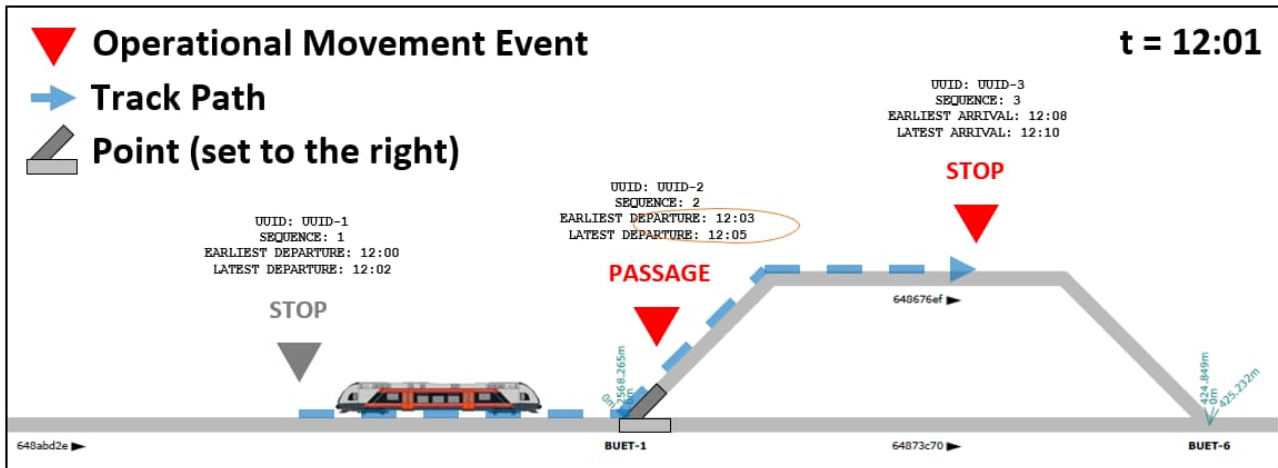 Operational Movement Event
t = 12:01
Track Path
Point (set to the right)
UUID: UUID-3
SEQUENCE: 3
EARLIEST ARRIVAL: 12:08
LATEST ARRIVAL: 12:10
STOP
UUID: UUID-2
SEQUENCE: 2
EARLIEST DEPARTURE: 12:03
LATEST DEPARTURE: 12:05
PASSAGE
UUID: UUID-1
SEQUENCE: 1
EARLIEST DEPARTURE: 12:00
LATEST DEPARTURE: 12:02
STOP
648676ef
2568.265m
0m
424.849m
0m
425.232m
648abd2e
BUET-1
64873c70
BUET-6